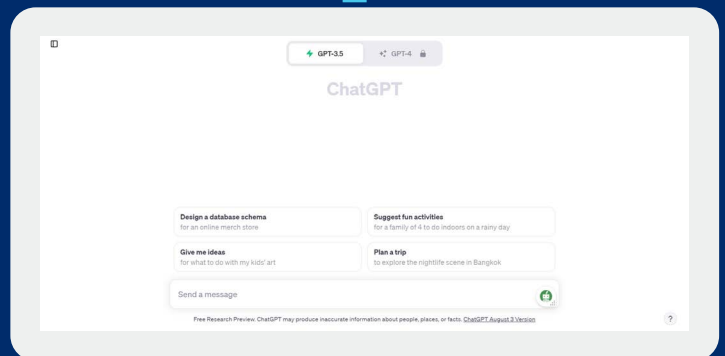 GPT-3.5
GPT-4
ChatGPT
Design a database schema
for an online merch store
Suggest fun activities
for a family of 4 to do indoors on a rainy day
Give me ideas
for what to do with my kids' art
Plan a trip
to explore the nightlife scene in Bangkok
Send a message
Free Research Preview. ChatGPT may produce inaccurate information about people, places, or facts. ChatGPT August 3 Version
?